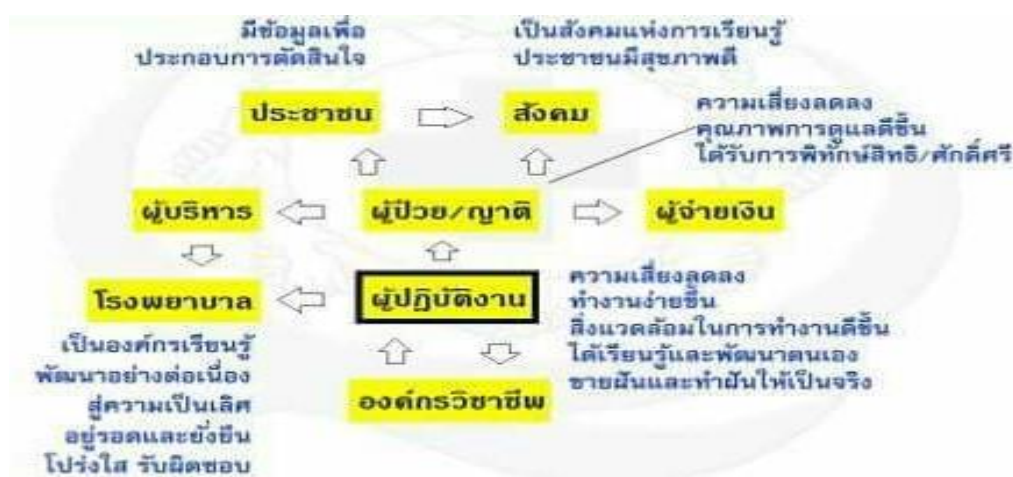 มีข้อมูลเพื่อ
ประกอบการตัดสินใจ
เป็นสังคมแห่งการเรียนรู้
ประชาชนมีสุขภาพดี
ประชาชน
สังคม
ความเสี่ยงลดลง
คุณภาพการดูแลดีขึ้น
ได้รับการพิทักษ์สิทธิ/ศักดิ์ศรี
ผู้บริหาร
ผู้ป่วย/ญาติ
ผู้จ่ายเงิน
โรงพยาบาล
ผู้ปฏิบัติงาน
ความเสี่ยงลดลง
ทำงานง่ายขึ้น
สิ่งแวดล้อมในการทำงานดีขึ้น
ได้เรียนรู้และพัฒนาตนเอง
ขายฝันและทำฝันให้เป็นจริง
เป็นองค์กรเรียนรู้
พัฒนาอย่างต่อเนื่อง
สู่ความเป็นเลิศ
อยู่รอดและยั่งยืน
โปร่งใส รับผิดชอบ
องค์กรวิชาชีพ